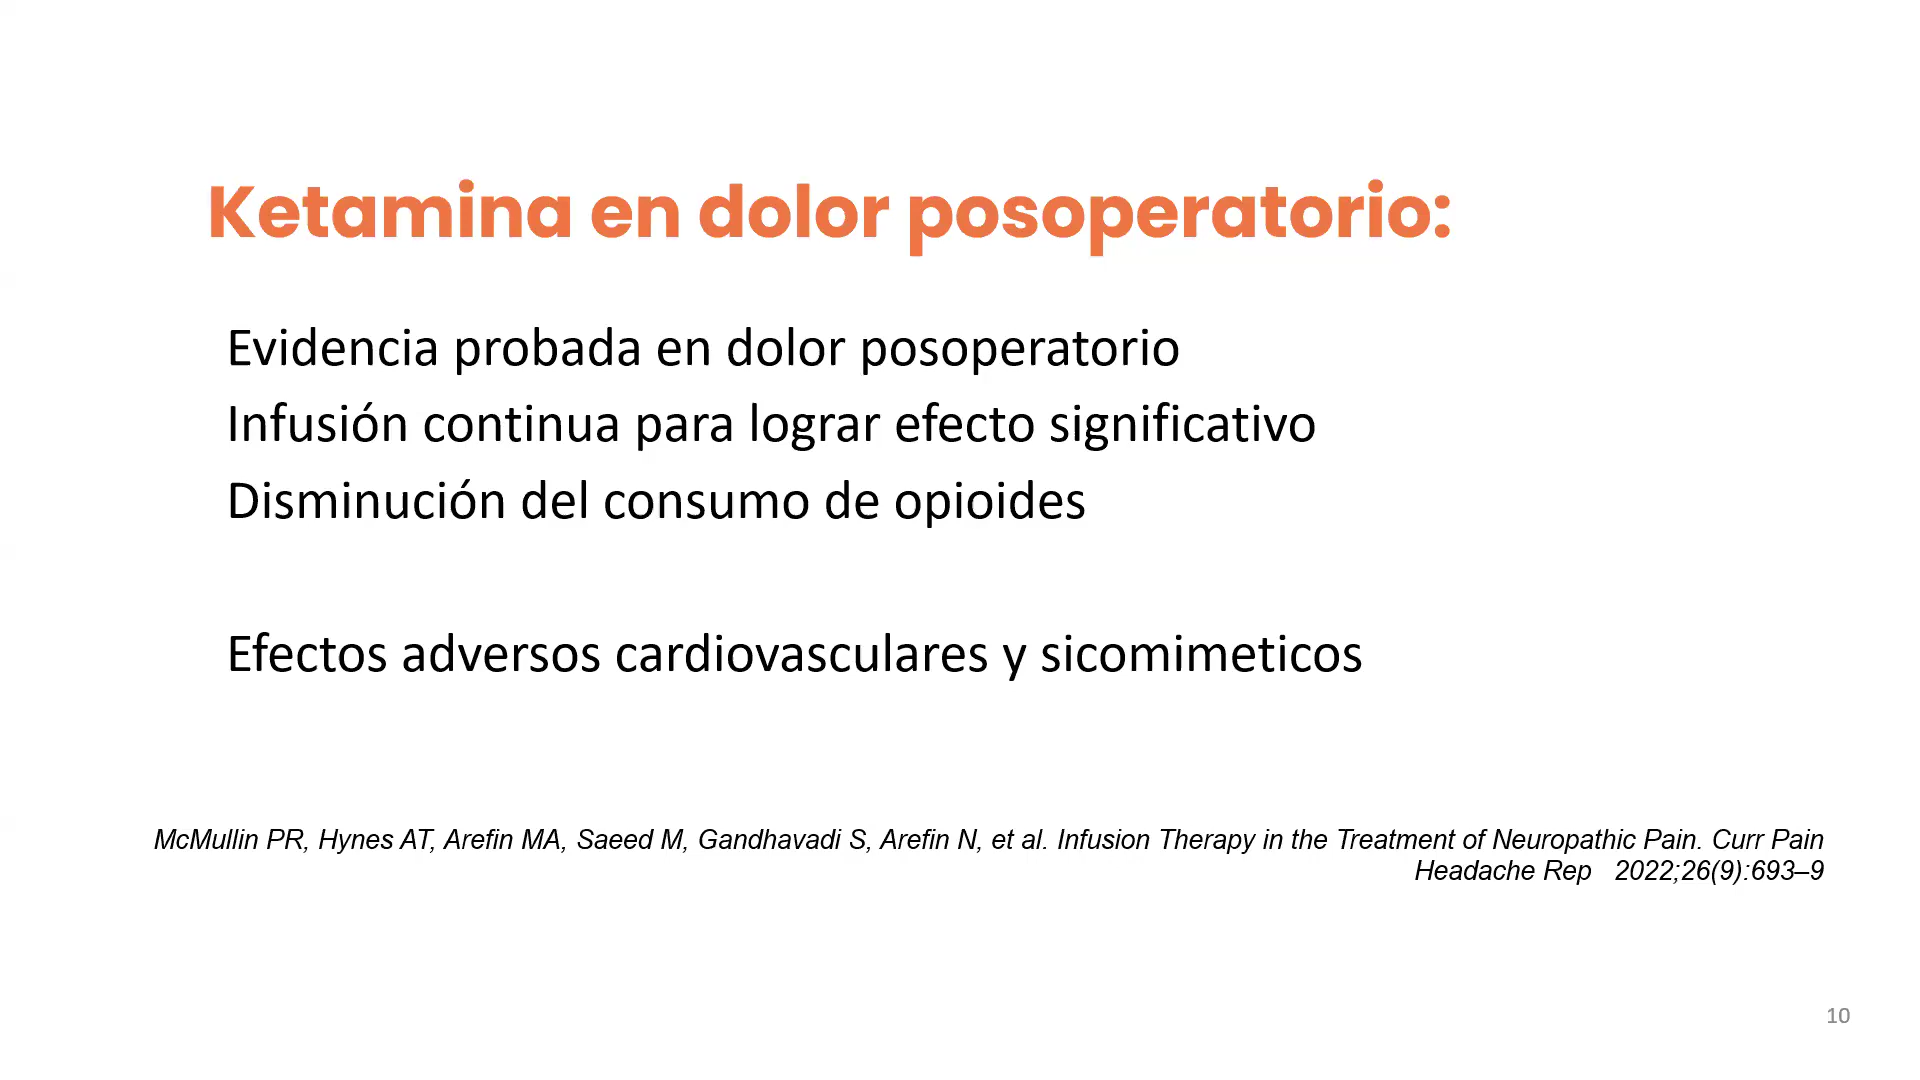 Ketamina en dolor posoperatorio:
Evidencia probada en dolor posoperatorio
Infusión continua para lograr efecto significativo
Disminución del consumo de opioides
Efectos adversos cardiovasculares y sicomimeticos
McMullin PR, Hynes AT, Arefin MA, Saeed M, Gandhavadi S, Arefin N, et al. Infusion Therapy in the Treatment of Neuropathic Pain. Curr Pain
Headache Rep   2022;26(9):693–9
10